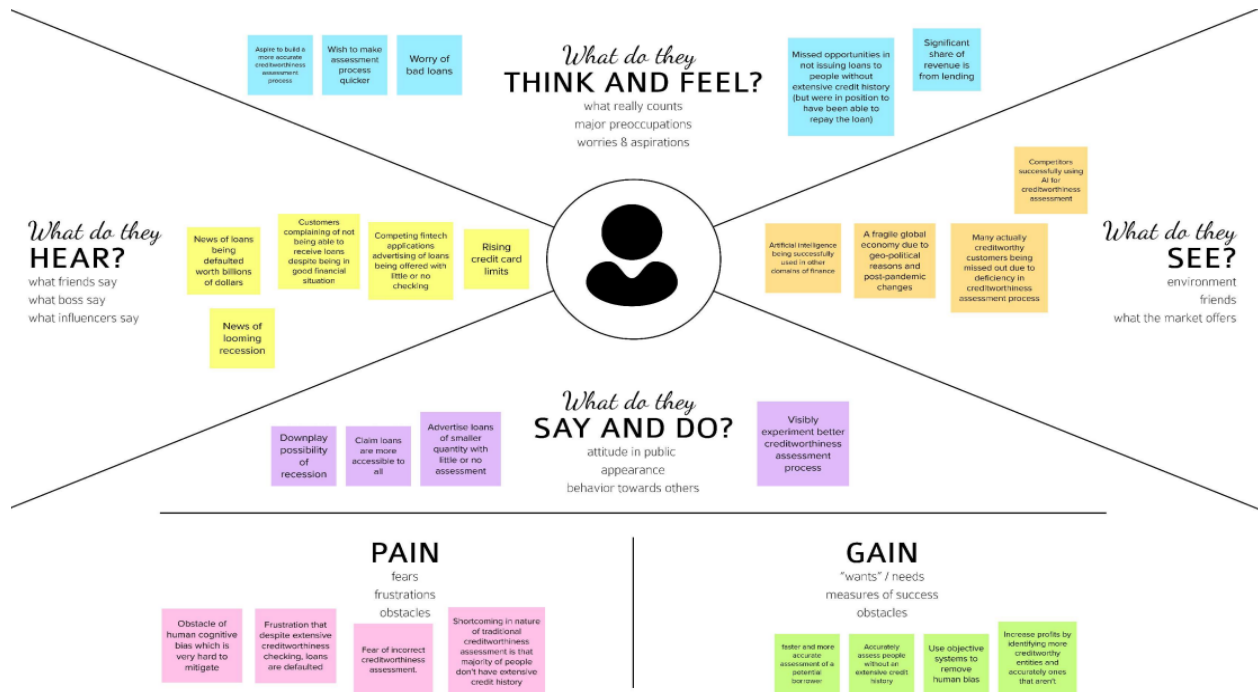 Aspire to build a
more accurate
creditworthiness
assessment
process
Wish to make
assessment
process
quicker
Worry of
bad loans
What do they
THINK AND FEEL?
what really counts
major preoccupations
worries & aspirations
Missed opportunities in
not issuing loans to
people without
extensive credit history
(but were in position to
have been able to
repay the loan)
Significant
share of
revenue is
from lending
What do they
HEAR?
what friends say
what boss say
what influencers say
News of loans
being
defaulted
worth billions
of dollars
Customers
complaining of not
being able to
receive loans
despite being in
good financial
situation
Competing fintech
applications
advertising of loans
being offered with
little or no
checking
Rising
credit card
limits
News of
looming
recession
Competitors
successfully using
AI for
creditworthiness
assessment
Artificial Intelligence
being successfully
used in other
domains of finance
A fragile global
economy due to
geo-political
reasons and
post-pandemic
changes
Many actually
creditworthy
customers being
missed out due to
deficiency in
creditworthiness
assessment process
What do they
SEE?
environment
friends
what the market offers
Downplay
possibility
of
recession
Claim loans
are more
accessible to
all
Advertise loans
of smaller
quantity with
little or no
assessment
What do they
SAY AND DO?
attitude in public
appearance
behavior towards others
Visibly
experiment better
creditworthiness
assessment
process
PAIN
fears
frustrations
obstacles
Obstacle of
human cognitive
bias which is
very hard to
mitigate
Frustration that
despite extensive
creditworthiness
checking, loans
are defaulted
Fear of incorrect
creditworthiness
assessment.
Shortcoming in nature
of traditional
creditworthiness
assessment is that
majority of people
don't have extensive
credit history
GAIN
"wants" / needs
measures of success
obstacles
faster and more
accurate
assessment of a
potential
borrower
Accurately
assess people
without an
extensive credit
history
Use objective
systems to
remove
human bias
Increase profits by
identifying more
creditworthy
entities and
accurately ones
that aren't